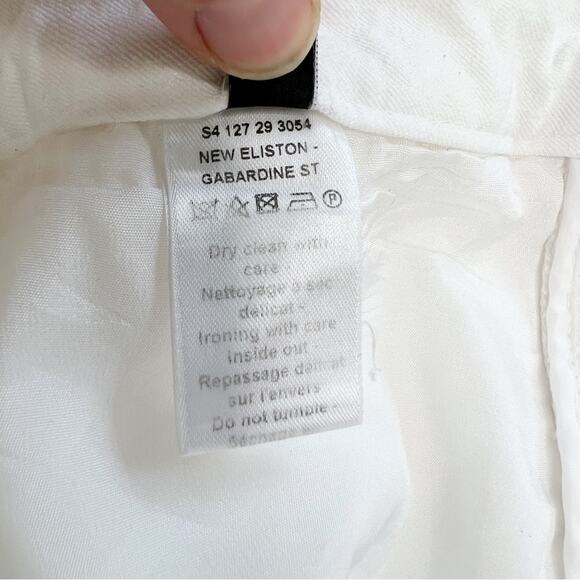 S4 127 29 3054
NEW ELISTON -
GABARDINE ST
P
Dry clean with
care -
Nettoyage à sec
délicat -
Ironing with care
inside out -
Repassage délicat
sur l'envers
Do not tumble -